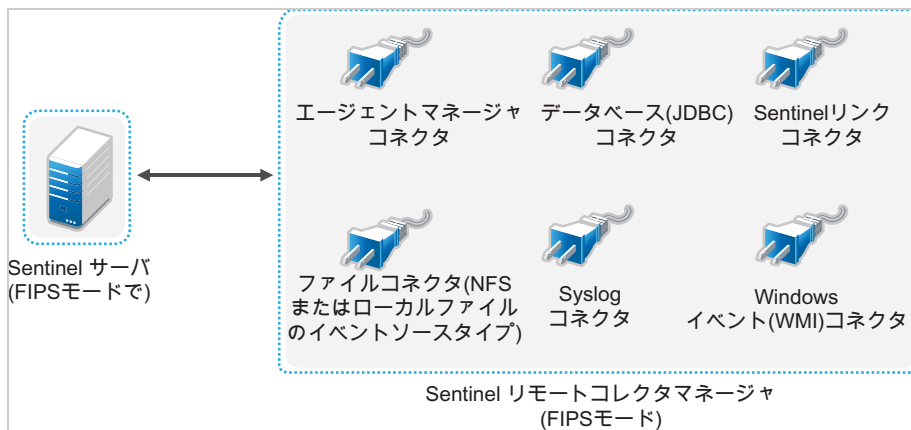 エージェントマネージャ
コネクタ
データベース(JDBC)
コネクタ
Sentinelリンク
コネクタ
Sentinel サーバ
(FIPSモードで)
ファイルコネクタ(NFS
またはローカルファイル
のイベントソースタイプ)
Syslog
コネクタ
Windows
イベント(WMI)コネクタ
Sentinel リモートコレクタマネージャ
(FIPSモード)